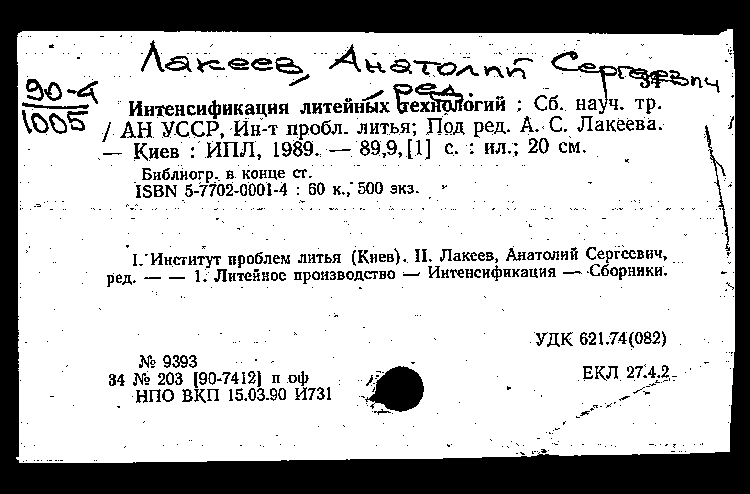 Лакеев, Анатолий Сергеевич
ред.
90-4
1005
Интенсификация литейных технологий : Сб. науч. тр.
/ АН УССР, Ин-т пробл. литья; Под ред. А. С. Лакеева.
— Киев : ИПЛ, 1989. — 89,9,[1] с. : ил.; 20 см.
Библиогр. в конце ст.
ISBN 5-7702-0001-4 : 60 к., 500 экз.
I. Институт проблем литья (Киев). II. Лакеев, Анатолий Сергеевич,
ред. — — 1. Литейное производство — Интенсификация — Сборники.
УДК 621.74(082)
№ 9393
34 № 203 [90-7412] п оф
ЕКЛ 27.4.2
НПО ВКП 15.03.90 И731